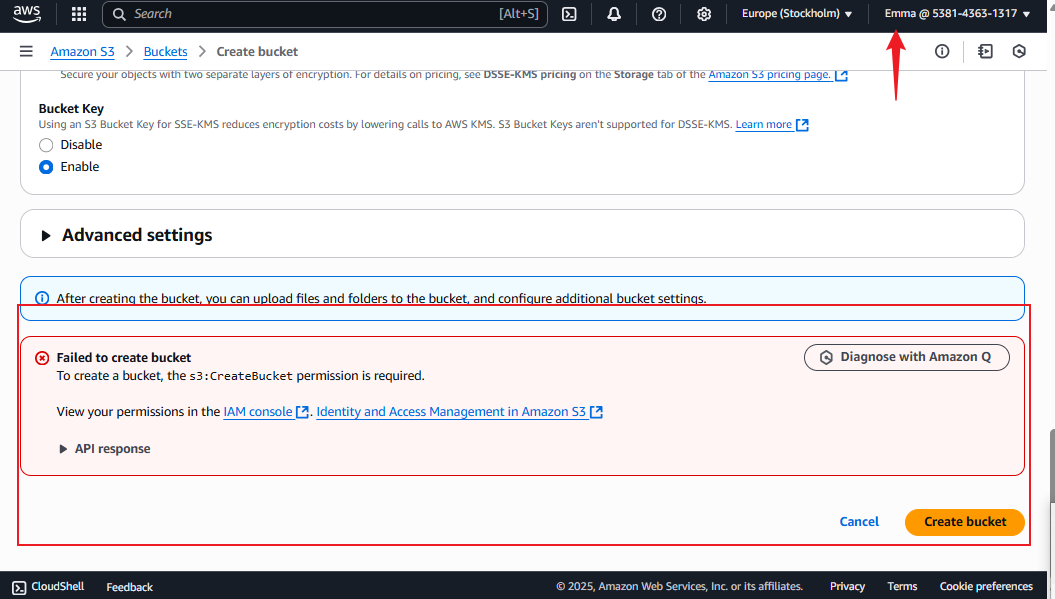 aws
Search [Alt+S] Europe (Stockholm) Emma @ 5381-4363-1317
Amazon S3 Buckets Create bucket
Secure your objects with two separate layers of encryption. For details on pricing, see DSSE-KMS pricing on the Storage tab of the Amazon S3 pricing page.
Bucket Key
Using an S3 Bucket Key for SSE-KMS reduces encryption costs by lowering calls to AWS KMS. S3 Bucket Keys aren't supported for DSSE-KMS. Learn more
Disable
Enable
Advanced settings
After creating the bucket, you can upload files and folders to the bucket, and configure additional bucket settings.
Failed to create bucket Diagnose with Amazon Q
To create a bucket, the s3:CreateBucket permission is required.
View your permissions in the IAM console. Identity and Access Management in Amazon S3
API response
Cancel Create bucket
CloudShell Feedback © 2025, Amazon Web Services, Inc. or its affiliates. Privacy Terms Cookie preferences